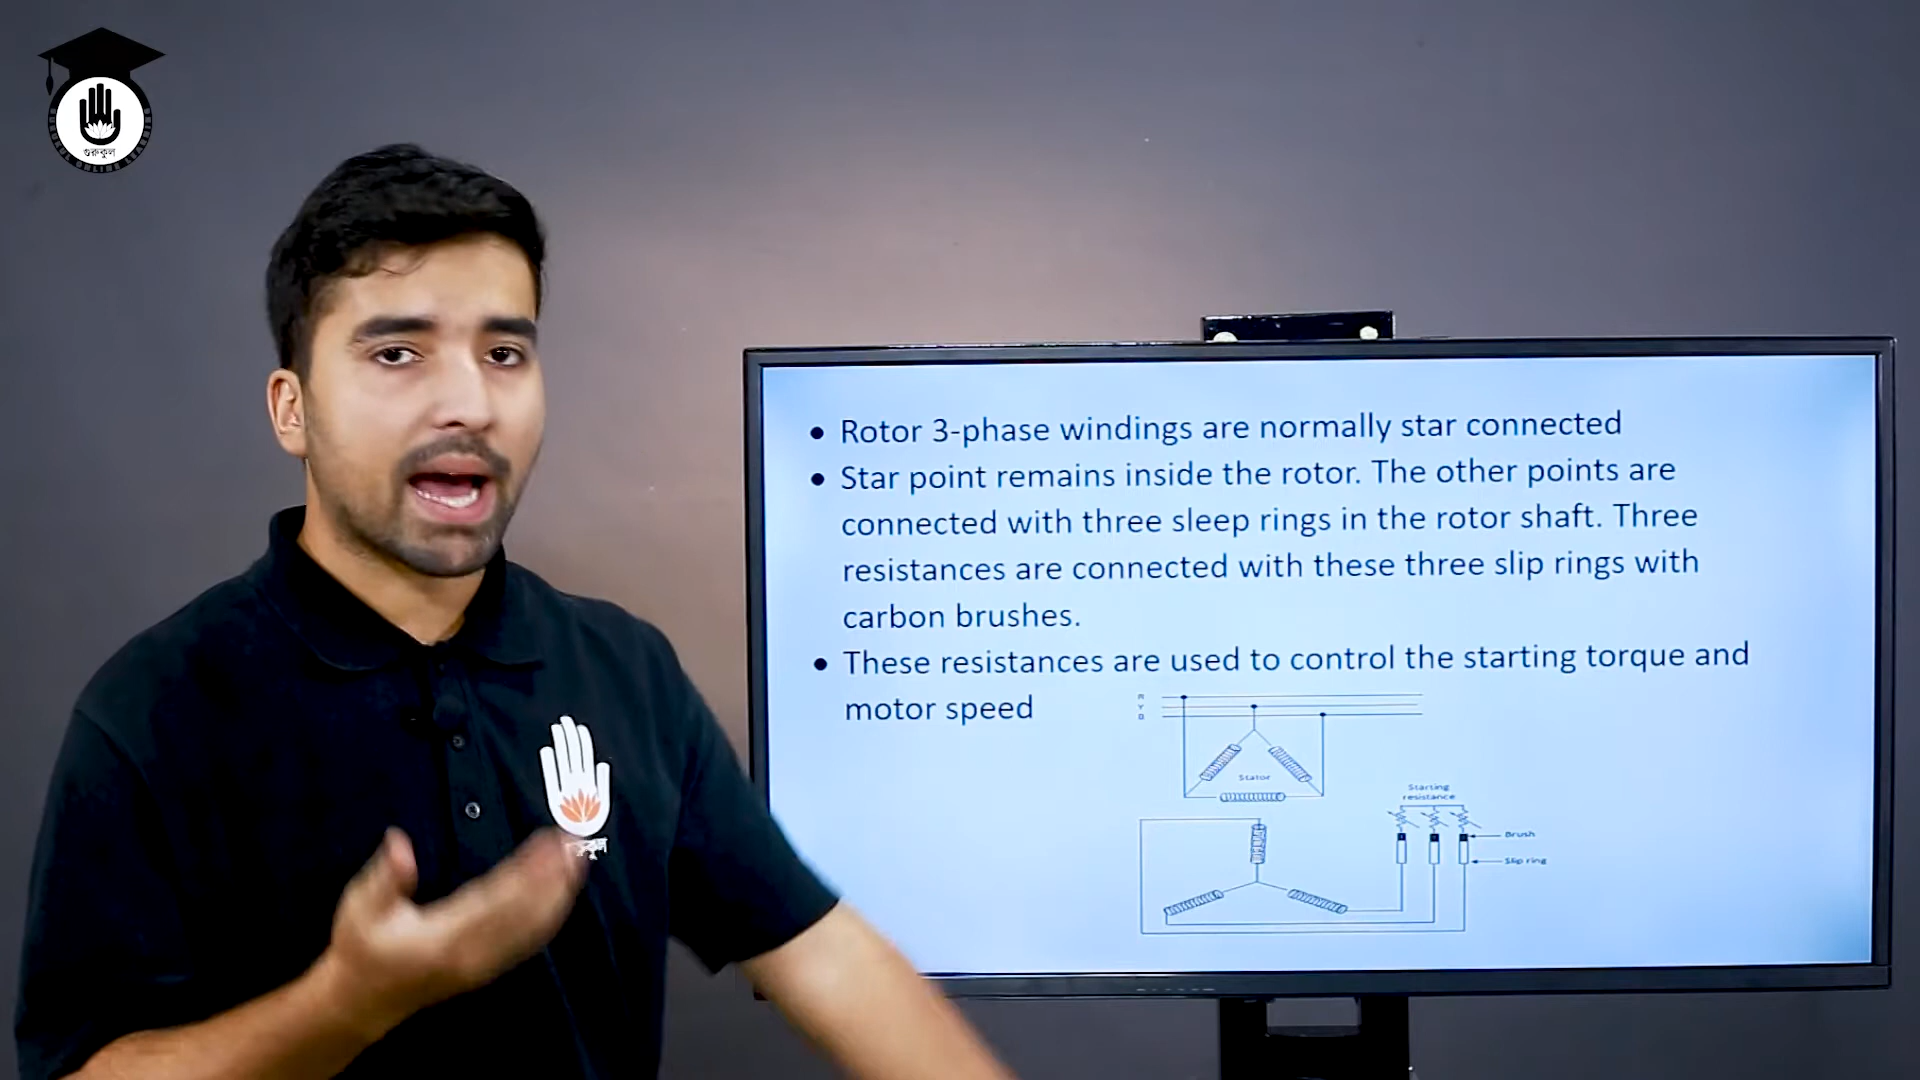 গুরুকুল
GURUKUL ONLINE LEARNING
• Rotor 3-phase windings are normally star connected
• Star point remains inside the rotor. The other points are
connected with three sleep rings in the rotor shaft. Three
resistances are connected with these three slip rings with
carbon brushes.
• These resistances are used to control the starting torque and
motor speed
R
Y
B
Stator
Starting
resistance
Brush
Slip ring